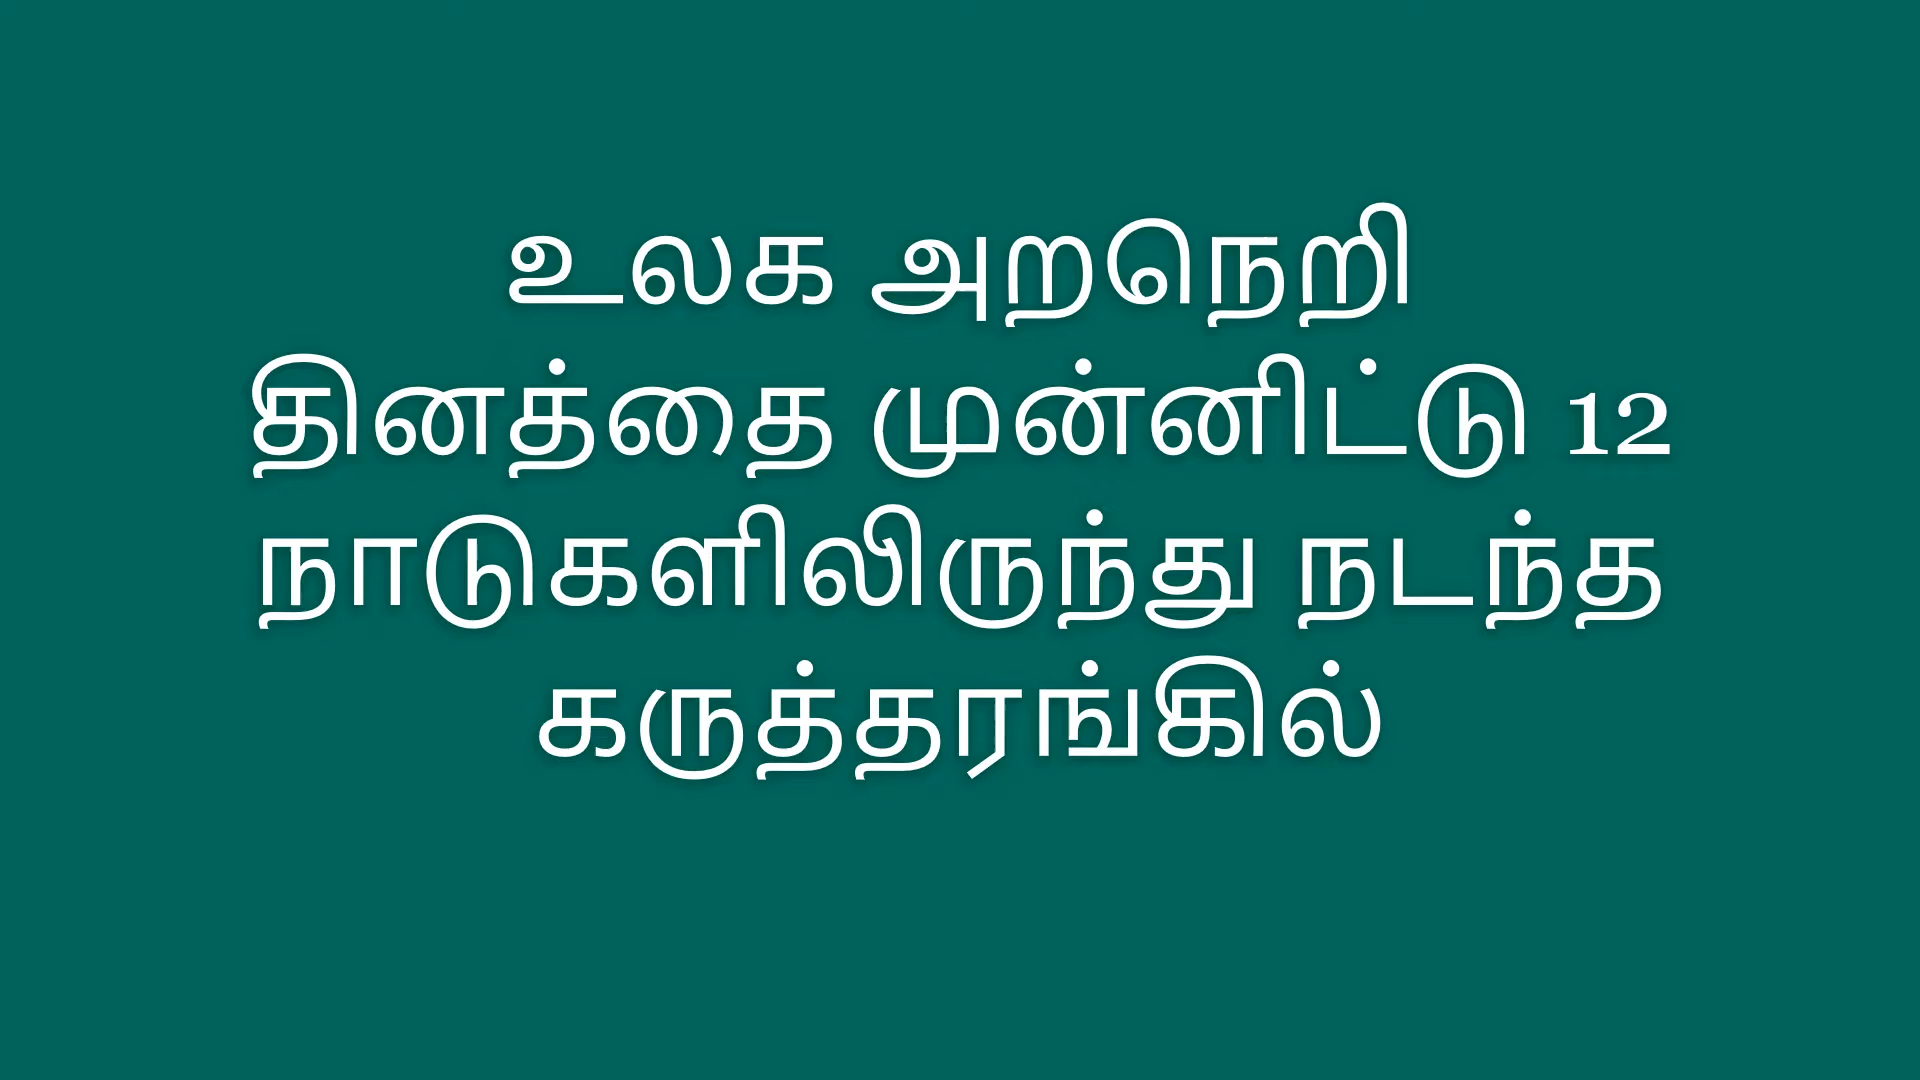 உலக அறநெறி
தினத்தை முன்னிட்டு 12
நாடுகளிலிருந்து நடந்த
கருத்தரங்கில்